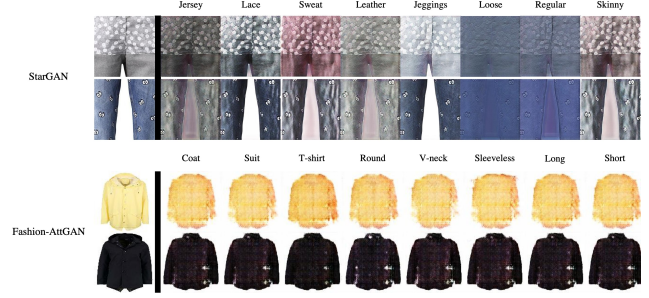 Jersey Lace Sweat Leather Jeggings Loose Regular Skinny
StarGAN
Coat Suit T-shirt Round V-neck Sleeveless Long Short
Fashion-AttGAN